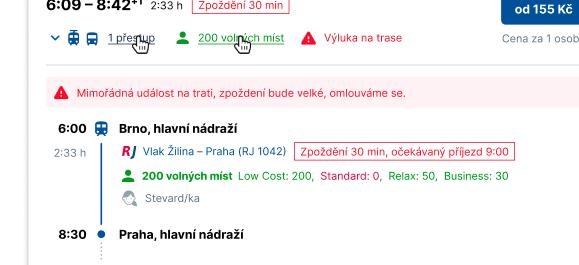 6:09 – 8:42+1 2:33 h Zpoždění 30 min
od 155 Kč
1 přestup 200 volných míst Výluka na trase
Cena za 1 osob
Mimořádná událost na trati, zpoždení bude velké, omlouváme se.
6:00 Brno, hlavní nádraží
2:33 h RJ Vlak Žilina – Praha (RJ 1042) Zpoždění 30 min, očekávaný příjezd 9:00
200 volných míst Low Cost: 200, Standard: 0, Relax: 50, Business: 30
Stevard/ka
8:30 Praha, hlavní nádraží